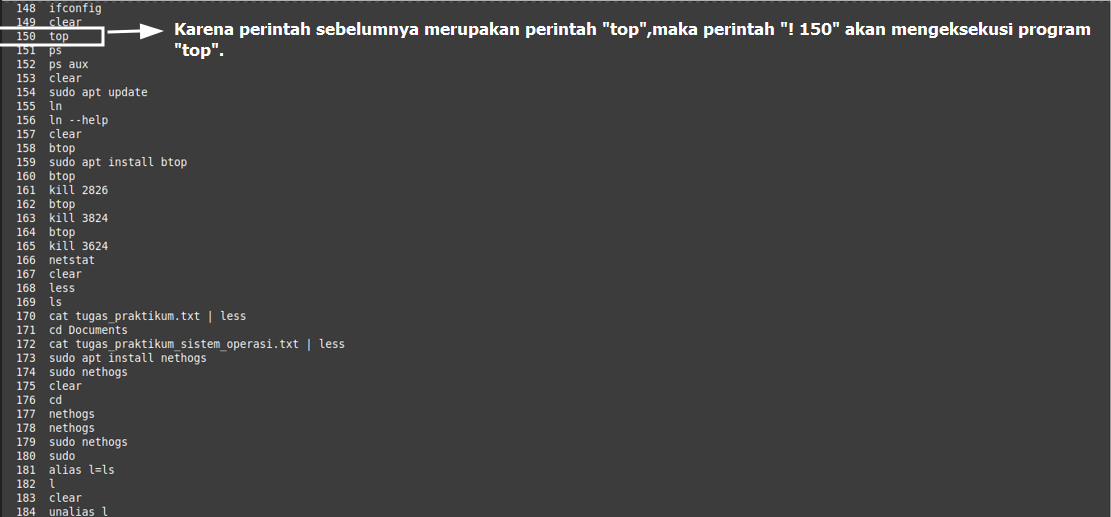 148 ifconfig
149 clear
150 top
Karena perintah sebelumnya merupakan perintah "top",maka perintah "! 150" akan mengeksekusi program
"top".
151 ps
152 ps aux
153 clear
154 sudo apt update
155 ln
156 ln --help
157 clear
158 btop
159 sudo apt install btop
160 btop
161 kill 2826
162 btop
163 kill 3824
164 btop
165 kill 3624
166 netstat
167 clear
168 less
169 ls
170 cat tugas_praktikum.txt | less
171 cd Documents
172 cat tugas_praktikum_sistem_operasi.txt | less
173 sudo apt install nethogs
174 sudo nethogs
175 clear
176 cd
177 nethogs
178 nethogs
179 sudo nethogs
180 sudo
181 alias l=ls
182 l
183 clear
184 unalias l